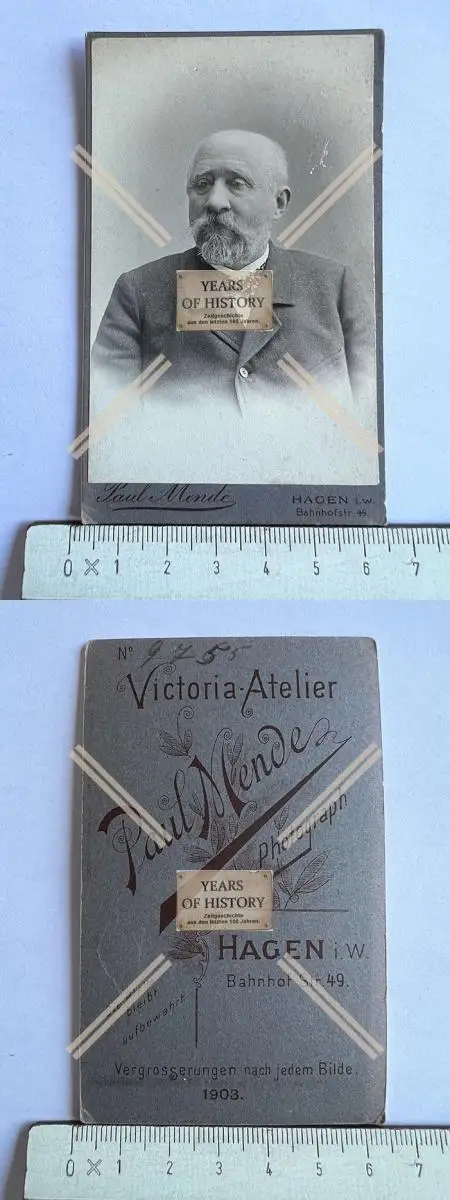 YEARS
OF HISTORY
Zeitgeschichte
aus den letzten 100 Jahren.
Paul Mende
HAGEN i.W.
Bahnhofstr. 49.
0 1 2 3 4 5 6 7
No 9755
Victoria-Atelier
Paul Mende
Photograph
YEARS
OF HISTORY
Zeitgeschichte
aus den letzten 100 Jahren.
HAGEN i.W.
Bahnhof Str. 49.
bleibt
aufbewahrt
Vergrösserungen nach jedem Bilde.
1903.
0 1 2 3 4 5 6 7